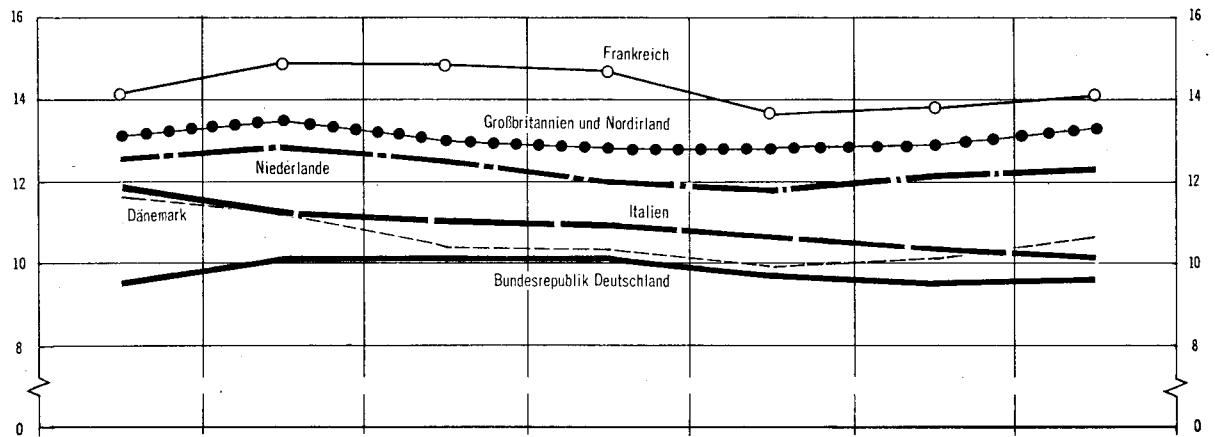 16 16
Frankreich
14 14
Großbritannien und Nordirland
Niederlande
12 12
Dänemark
Italien
10 10
Bundesrepublik Deutschland
8 8
0 0